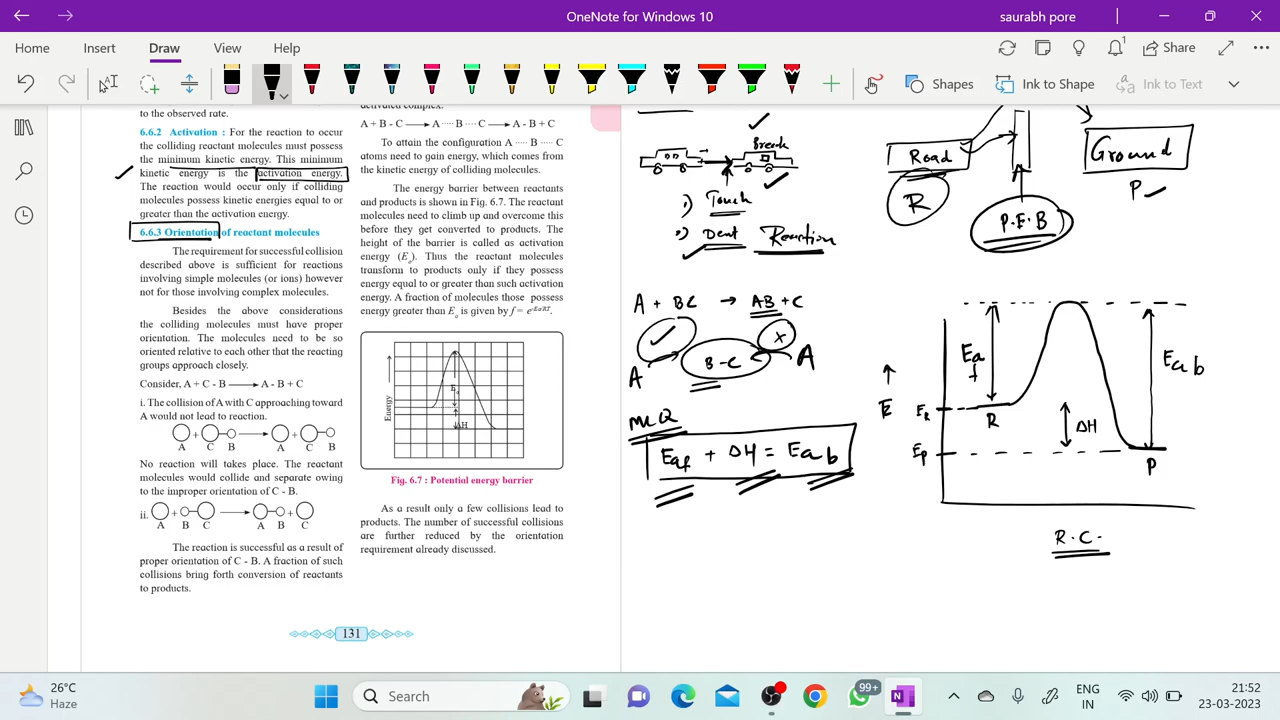 OneNote for Windows 10
saurabh pore
Home Insert Draw View Help
Share
Shapes
Ink to Shape
Ink to Text
to the observed rate.
6.6.2 Activation : For the reaction to occur
the colliding reactant molecules must possess
the minimum kinetic energy. This minimum
kinetic energy is the activation energy.
The reaction would occur only if colliding
molecules possess kinetic energies equal to or
greater than the activation energy.
6.6.3 Orientation of reactant molecules
The requirement for successful collision
described above is sufficient for reactions
involving simple molecules (or ions) however
not for those involving complex molecules.
Besides the above considerations
the colliding molecules must have proper
orientation. The molecules need to be so
oriented relative to each other that the reacting
groups approach closely.
Consider, A + C - B ⟶ A - B + C
i. The collision of A with C approaching toward
A would not lead to reaction.
+ ⟶ +
A C B A C B
No reaction will takes place. The reactant
molecules would collide and separate owing
to the improper orientation of C - B.
ii. + ⟶ +
A B C A B C
The reaction is successful as a result of
proper orientation of C - B. A fraction of such
collisions bring forth conversion of reactants
to products.
activated complex.
A + B - C ⟶ A ····· B ····· C ⟶ A - B + C
To attain the configuration A ····· B ····· C
atoms need to gain energy, which comes from
the kinetic energy of colliding molecules.
The energy barrier between reactants
and products is shown in Fig. 6.7. The reactant
molecules need to climb up and overcome this
before they get converted to products. The
height of the barrier is called as activation
energy (Ea). Thus the reactant molecules
transform to products only if they possess
energy equal to or greater than such activation
energy. A fraction of molecules those possess
energy greater than Ea is given by f = e-Ea/RT.
Energy
Ea
ΔH
Fig. 6.7 : Potential energy barrier
As a result only a few collisions lead to
products. The number of successful collisions
are further reduced by the orientation
requirement already discussed.
131
Break
i) Touch
Dent Reaction
A + BC → AB + C
B-C
A A
MCQ
Eaf + ΔH = Eab
Road
R
Ground
P
P.E.B
E
Eaf
Eab
ER
R
ΔH
EP
P
R.C.
26°C
Haze
Search
99+
ENG
IN
21:52
23-03-2023